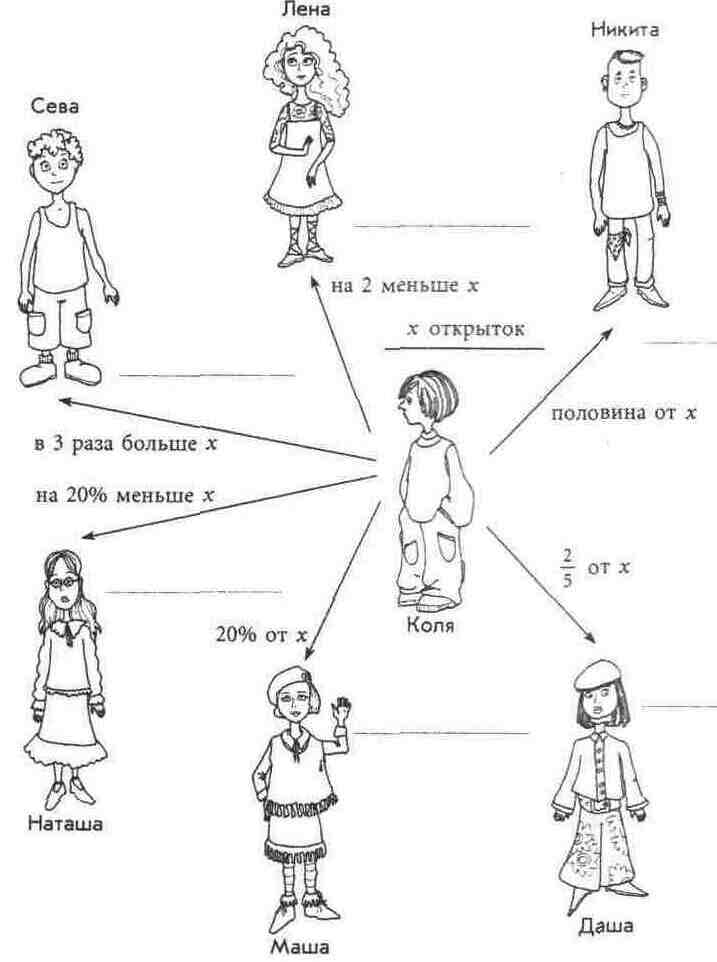 Лена
Никита
Сева
на 2 меньше x
x открыток
половина от x
в 3 раза больше x
на 20% меньше x
2/5 от x
20% от x
Коля
Наташа
Даша
Маша